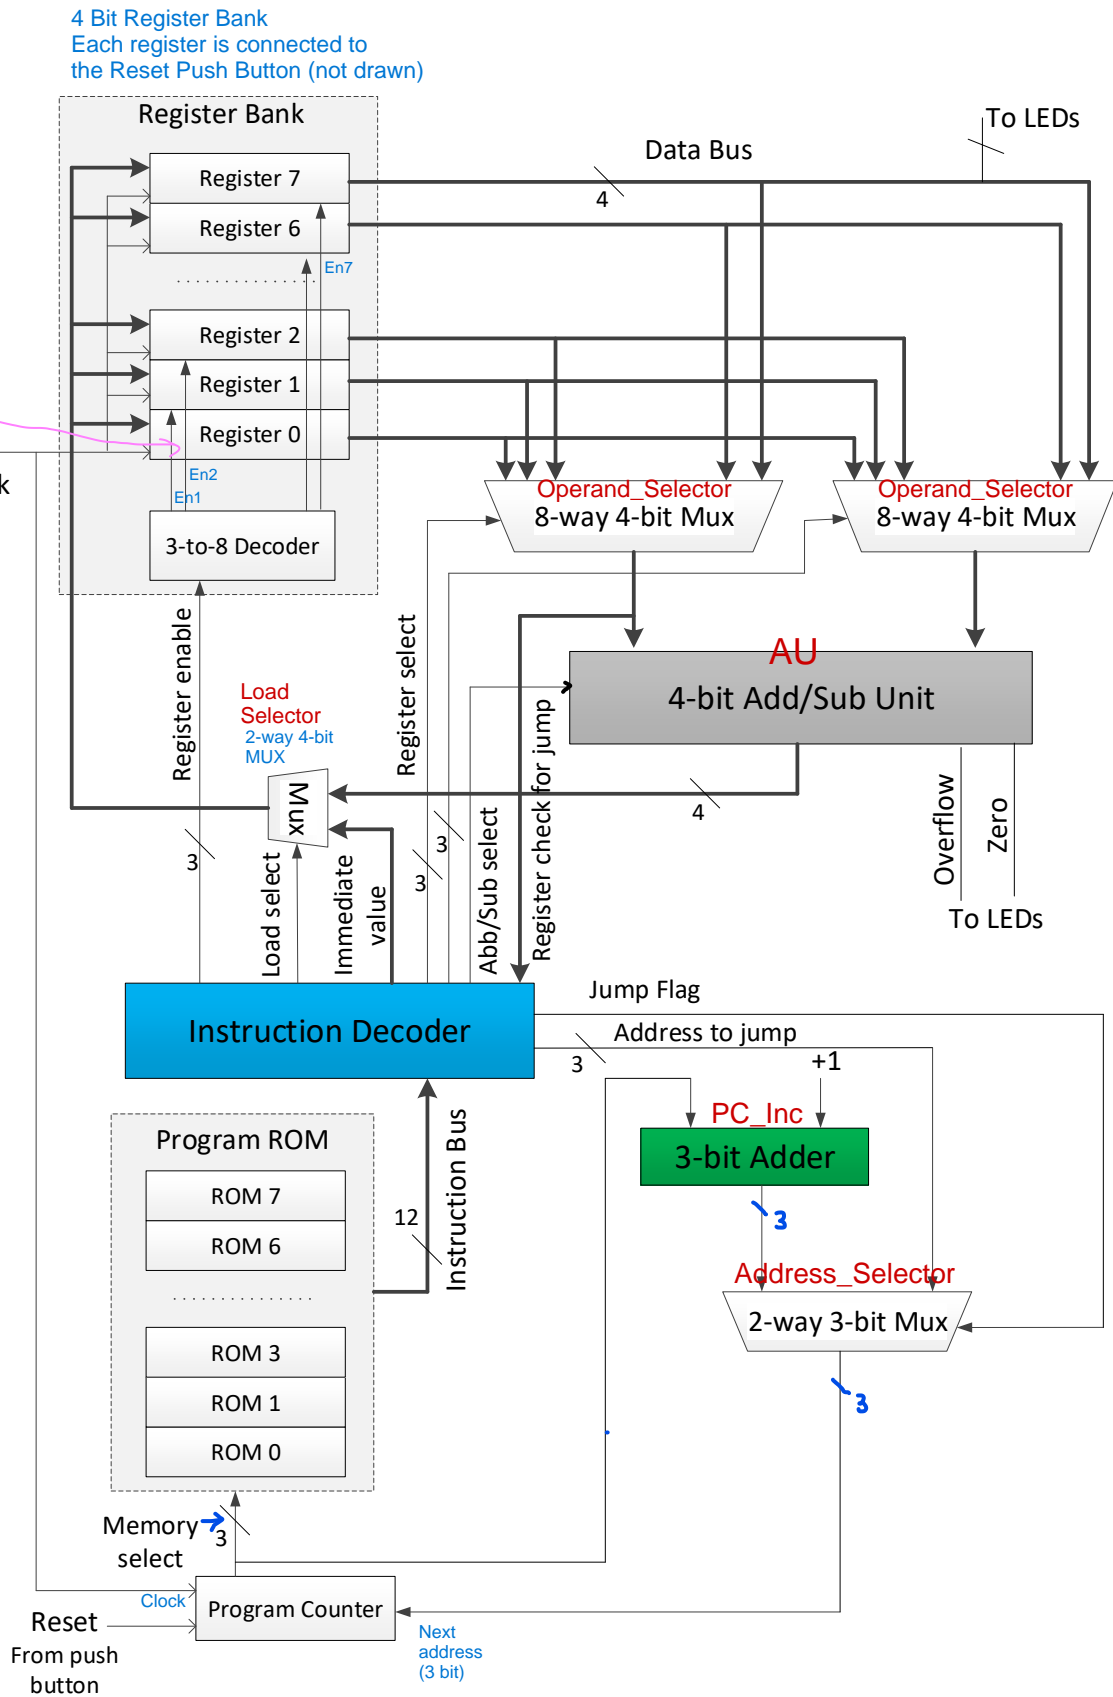 4 Bit Register Bank
Each register is connected to
the Reset Push Button (not drawn)
Register Bank
To LEDs
Data Bus
Register 7
4
Register 6
En7
. . . . . . . . . . . . . . .
Register 2
Register 1
Register 0
k
En2
En1
Operand_Selector
8-way 4-bit Mux
Operand_Selector
8-way 4-bit Mux
3-to-8 Decoder
Register enable
Register select
AU
4-bit Add/Sub Unit
Load
Selector
2-way 4-bit
MUX
Mux
4
3
3
3
Load select
Immediate
value
Abb/Sub select
Register check for jump
Overflow
Zero
To LEDs
Instruction Decoder
Jump Flag
Address to jump
3
+1
PC_Inc
3-bit Adder
3
Program ROM
ROM 7
ROM 6
. . . . . . . . . . . . . . .
ROM 3
ROM 1
ROM 0
12
Instruction Bus
Address_Selector
2-way 3-bit Mux
3
Memory
select
3
Clock
Program Counter
Reset
From push
button
Next
address
(3 bit)